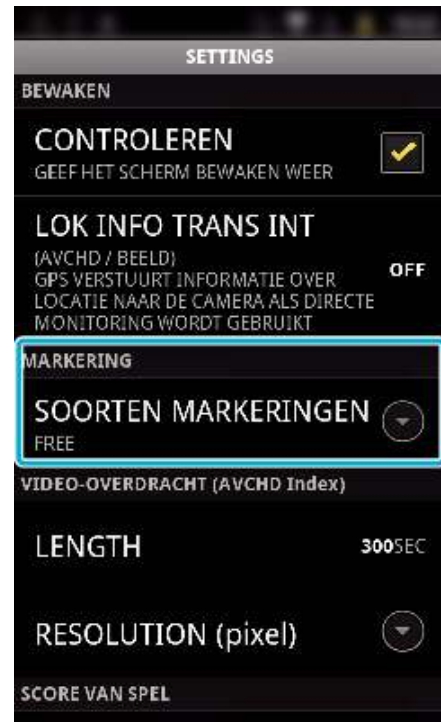 SETTINGS
BEWAKEN
CONTROLEREN
GEEF HET SCHERM BEWAKEN WEER
LOK INFO TRANS INT
(AVCHD / BEELD)
GPS VERSTUURT INFORMATIE OVER
LOCATIE NAAR DE CAMERA ALS DIRECTE
MONITORING WORDT GEBRUIKT
OFF
MARKERING
SOORTEN MARKERINGEN
FREE
VIDEO-OVERDRACHT (AVCHD Index)
LENGTH 300SEC
RESOLUTION (pixel)
SCORE VAN SPEL